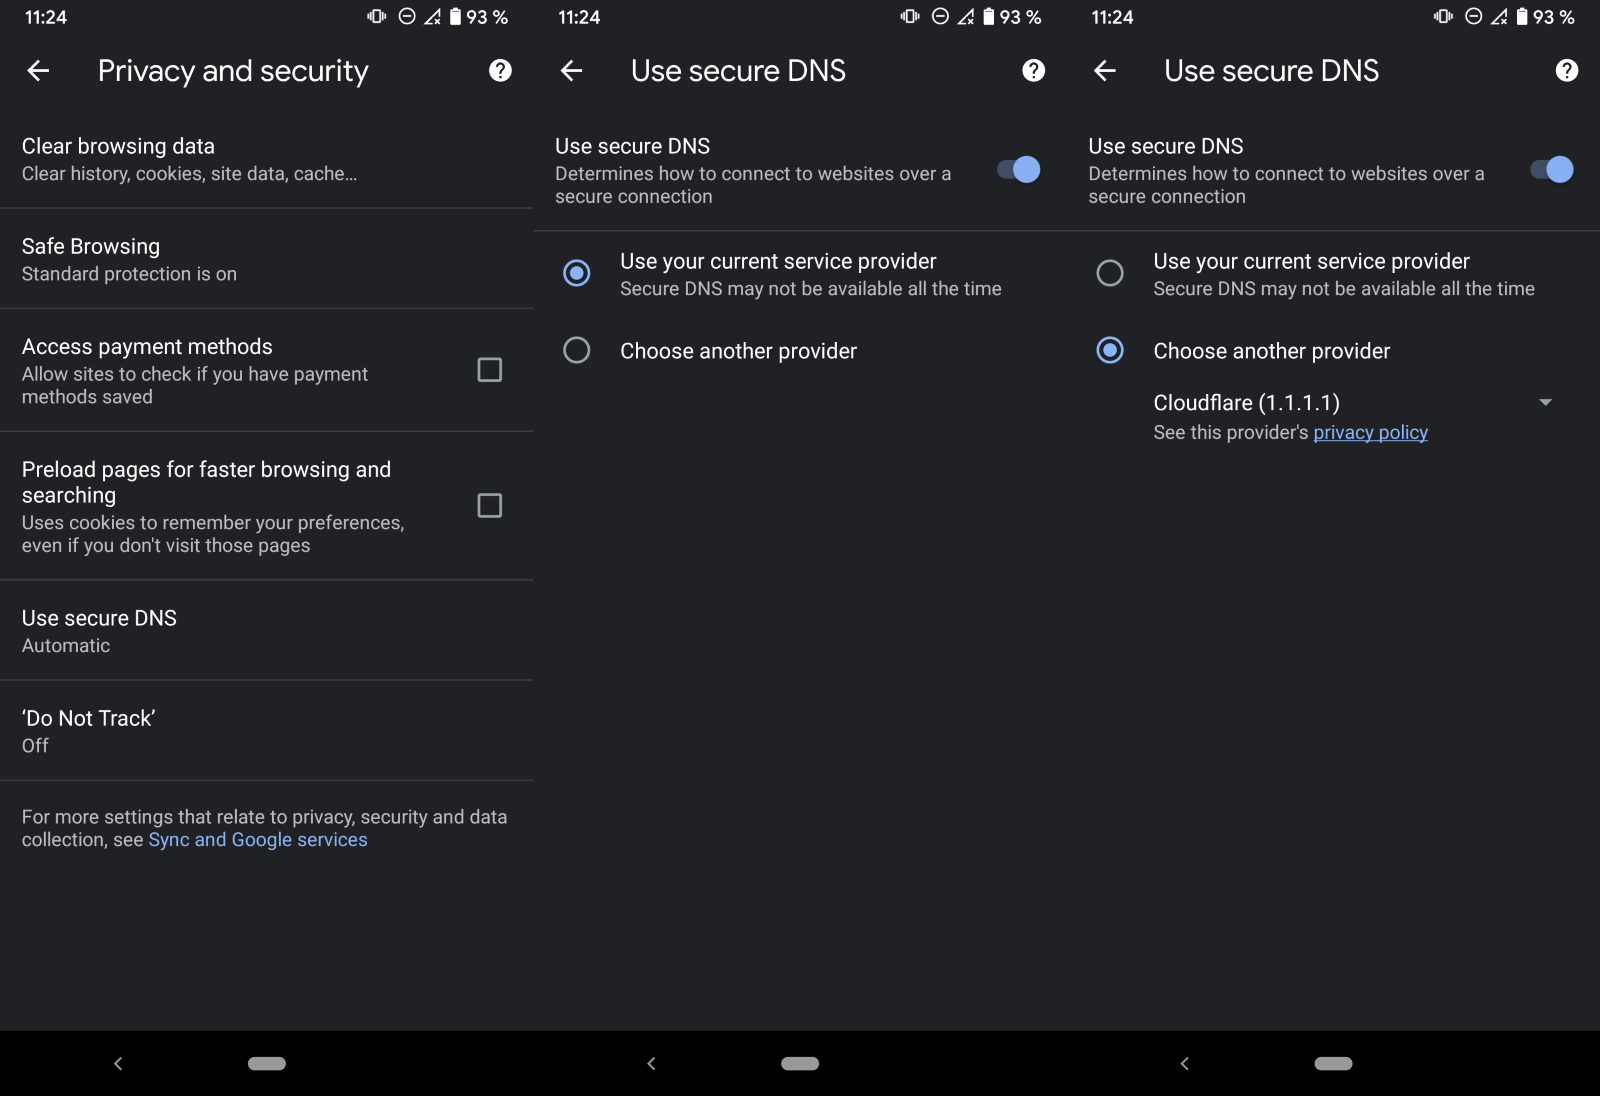 11:24
93 %
Privacy and security
Clear browsing data
Clear history, cookies, site data, cache...
Safe Browsing
Standard protection is on
Access payment methods
Allow sites to check if you have payment
methods saved
Preload pages for faster browsing and
searching
Uses cookies to remember your preferences,
even if you don't visit those pages
Use secure DNS
Automatic
‘Do Not Track’
Off
For more settings that relate to privacy, security and data
collection, see Sync and Google services
11:24
93 %
Use secure DNS
Use secure DNS
Determines how to connect to websites over a
secure connection
Use your current service provider
Secure DNS may not be available all the time
Choose another provider
11:24
93 %
Use secure DNS
Use secure DNS
Determines how to connect to websites over a
secure connection
Use your current service provider
Secure DNS may not be available all the time
Choose another provider
Cloudflare (1.1.1.1)
See this provider's privacy policy